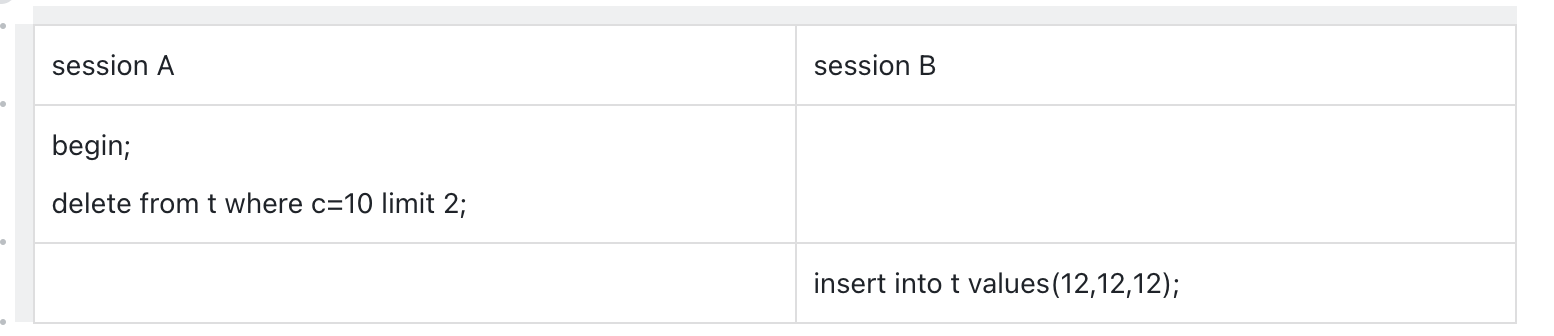 session A
session B
begin;
delete from t where c=10 limit 2;
insert into t values(12,12,12);